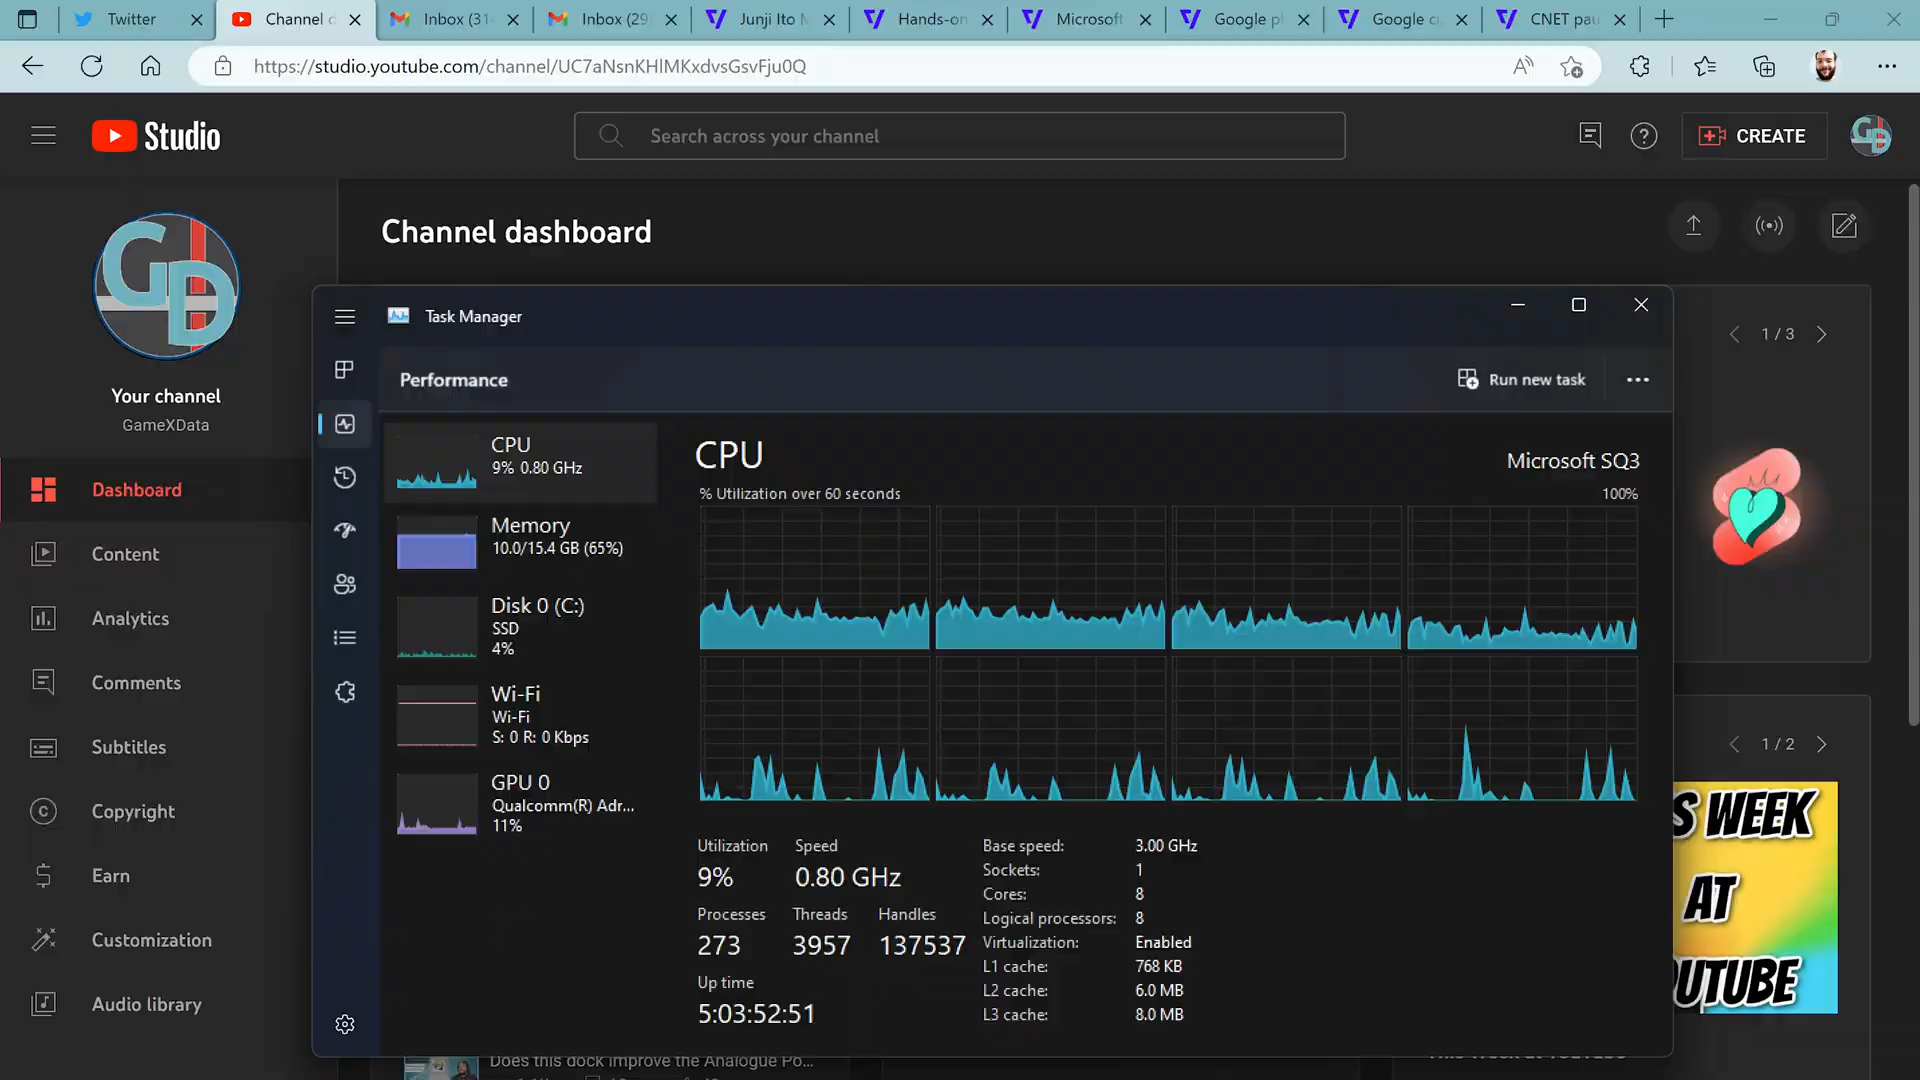 Twitter
Channel d
Inbox (31
Inbox (29
Junji Ito M
Hands-on
Microsoft
Google pl
Google c
CNET pau
https://studio.youtube.com/channel/UC7aNsnKHlMKxdvsGsvFju0Q
Studio
Search across your channel
CREATE
GD
Your channel
GameXData
Dashboard
Content
Analytics
Comments
Subtitles
Copyright
Earn
Customization
Audio library
Channel dashboard
1 / 3
Task Manager
Performance
Run new task
CPU
9% 0.80 GHz
Memory
10.0/15.4 GB (65%)
Disk 0 (C:)
SSD
4%
Wi-Fi
Wi-Fi
S: 0 R: 0 Kbps
GPU 0
Qualcomm(R) Adr...
11%
CPU
Microsoft SQ3
% Utilization over 60 seconds
100%
Utilization
Speed
9%
0.80 GHz
Processes
Threads
Handles
273
3957
137537
Up time
5:03:52:51
Base speed: 3.00 GHz
Sockets: 1
Cores: 8
Logical processors: 8
Virtualization: Enabled
L1 cache: 768 KB
L2 cache: 6.0 MB
L3 cache: 8.0 MB
1 / 2
S WEEK
AT
OUTUBE
Does this dock improve the Analogue Po...